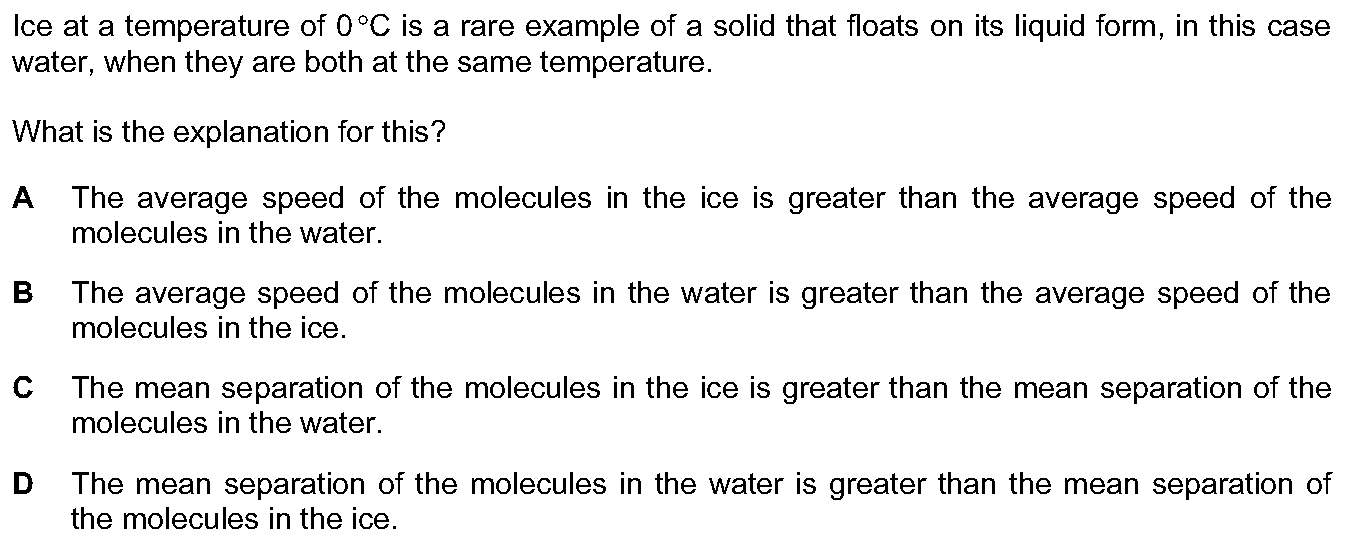 Ice at a temperature of 0 °C is a rare example of a solid that floats on its liquid form, in this case
water, when they are both at the same temperature.
What is the explanation for this?
A The average speed of the molecules in the ice is greater than the average speed of the
molecules in the water.
B The average speed of the molecules in the water is greater than the average speed of the
molecules in the ice.
C The mean separation of the molecules in the ice is greater than the mean separation of the
molecules in the water.
D The mean separation of the molecules in the water is greater than the mean separation of
the molecules in the ice.